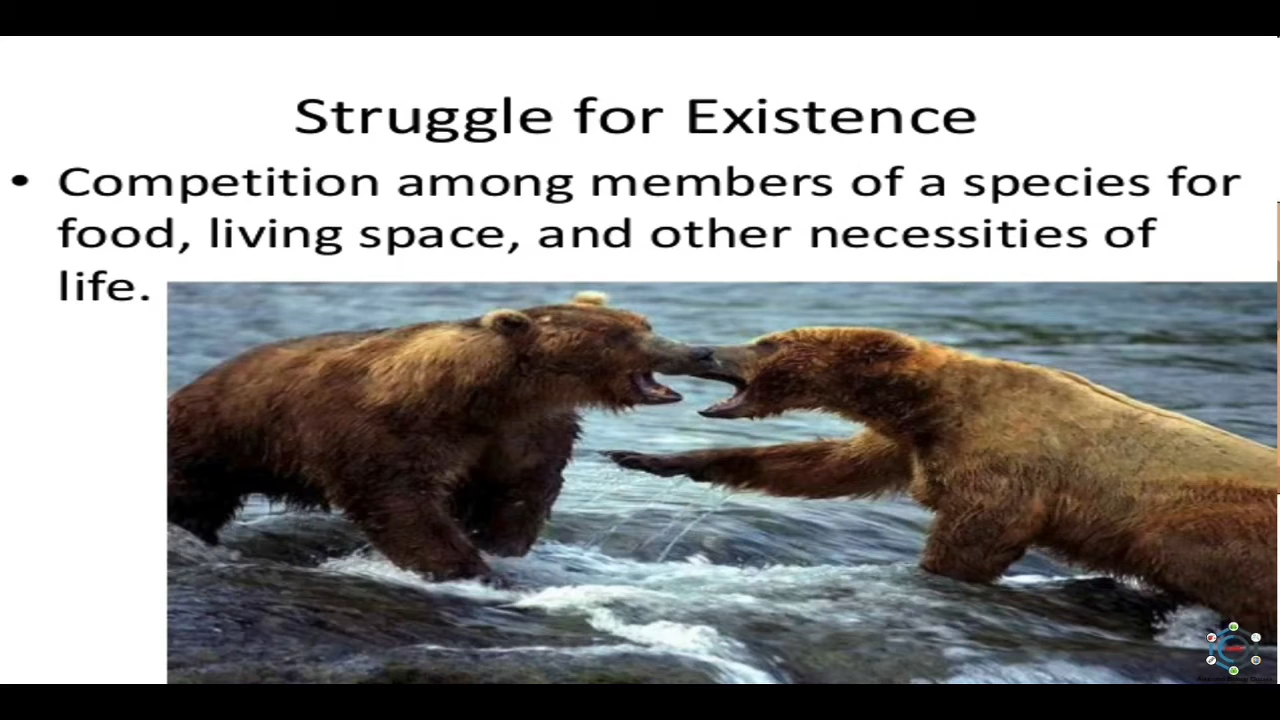 Struggle for Existence
• Competition among members of a species for
food, living space, and other necessities of
life.